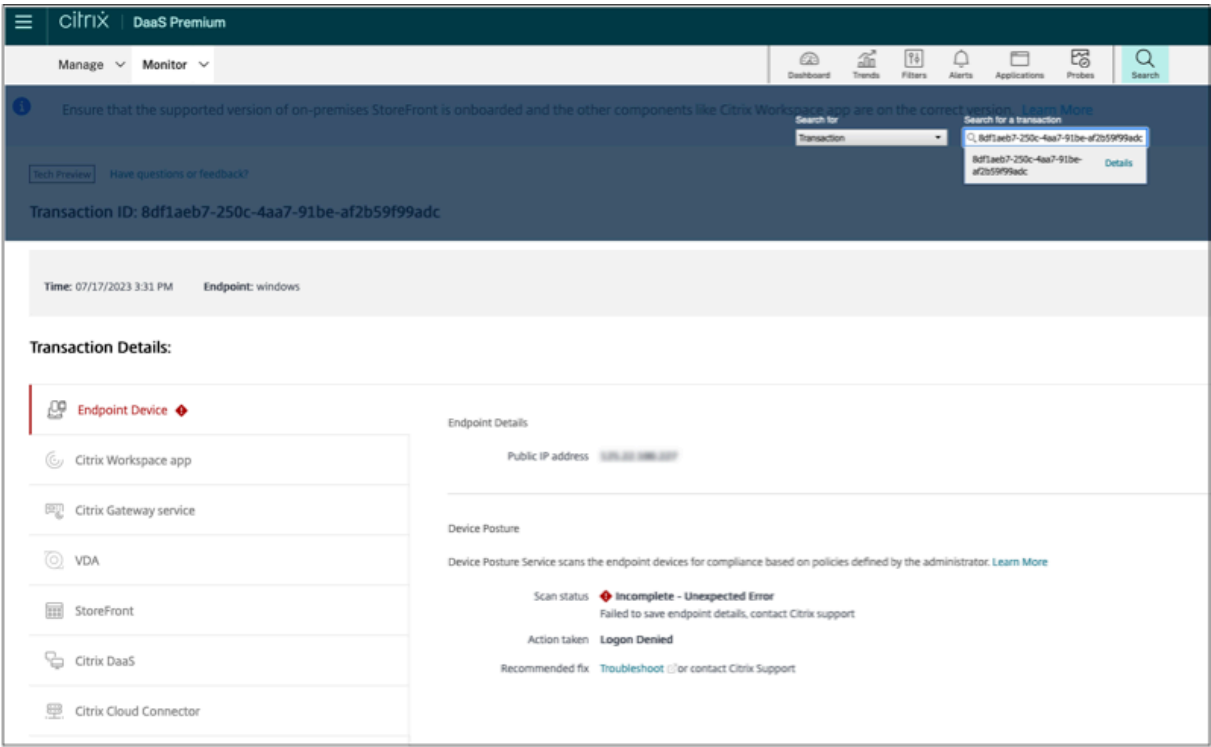 citrix | DaaS Premium
Manage Monitor
Dashboard Trends Filters Alerts Applications Probes Search
Ensure that the supported version of on-premises StoreFront is onboarded and the other components like Citrix Workspace app are on the correct version. Learn More
Search for Search for a transaction
Transaction 8df1aeb7-250c-4aa7-91be-af2b59f99adc
8df1aeb7-250c-4aa7-91be- Details
af2b59f99adc
Tech Preview Have questions or feedback?
Transaction ID: 8df1aeb7-250c-4aa7-91be-af2b59f99adc
Time: 07/17/2023 3:31 PM Endpoint: windows
Transaction Details:
Endpoint Device
Citrix Workspace app
Citrix Gateway service
VDA
StoreFront
Citrix DaaS
Citrix Cloud Connector
Endpoint Details
Public IP address
Device Posture
Device Posture Service scans the endpoint devices for compliance based on policies defined by the administrator. Learn More
Scan status Incomplete - Unexpected Error
Failed to save endpoint details, contact Citrix support
Action taken Logon Denied
Recommended fix Troubleshoot or contact Citrix Support